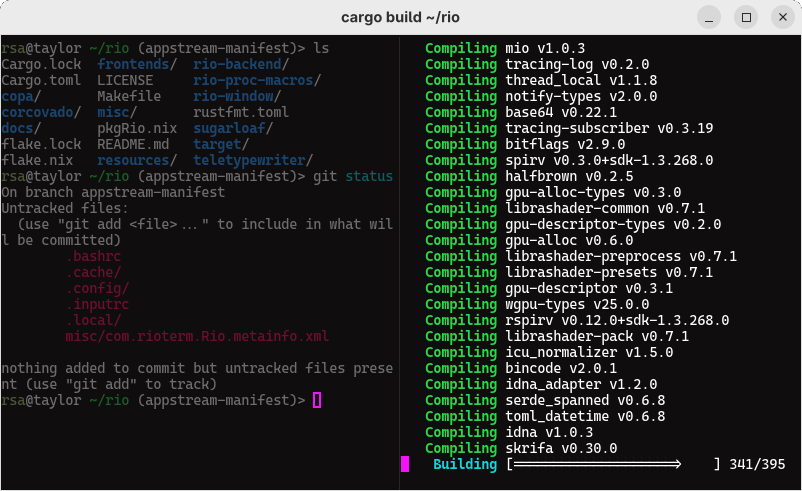 cargo build ~/rio
rsa@taylor ~/rio (appstream-manifest)> ls
Cargo.lock  frontends/  rio-backend/
Cargo.toml  LICENSE     rio-proc-macros/
copa/       Makefile    rio-window/
corcovado/  misc/       rustfmt.toml
docs/       pkgRio.nix  sugarloaf/
flake.lock  README.md   target/
flake.nix   resources/  teletypewriter/
rsa@taylor ~/rio (appstream-manifest)> git status
On branch appstream-manifest
Untracked files:
  (use "git add <file>..." to include in what wil
l be committed)
        .bashrc
        .cache/
        .config/
        .inputrc
        .local/
        misc/com.rioterm.Rio.metainfo.xml
nothing added to commit but untracked files prese
nt (use "git add" to track)
rsa@taylor ~/rio (appstream-manifest)>
Compiling mio v1.0.3
Compiling tracing-log v0.2.0
Compiling thread_local v1.1.8
Compiling notify-types v2.0.0
Compiling base64 v0.22.1
Compiling tracing-subscriber v0.3.19
Compiling bitflags v2.9.0
Compiling spirv v0.3.0+sdk-1.3.268.0
Compiling halfbrown v0.2.5
Compiling gpu-alloc-types v0.3.0
Compiling librashader-common v0.7.1
Compiling gpu-descriptor-types v0.2.0
Compiling gpu-alloc v0.6.0
Compiling librashader-preprocess v0.7.1
Compiling librashader-presets v0.7.1
Compiling gpu-descriptor v0.3.1
Compiling wgpu-types v25.0.0
Compiling rspirv v0.12.0+sdk-1.3.268.0
Compiling librashader-pack v0.7.1
Compiling icu_normalizer v1.5.0
Compiling bincode v2.0.1
Compiling idna_adapter v1.2.0
Compiling serde_spanned v0.6.8
Compiling toml_datetime v0.6.8
Compiling idna v1.0.3
Compiling skrifa v0.30.0
Building [====================>    ] 341/395